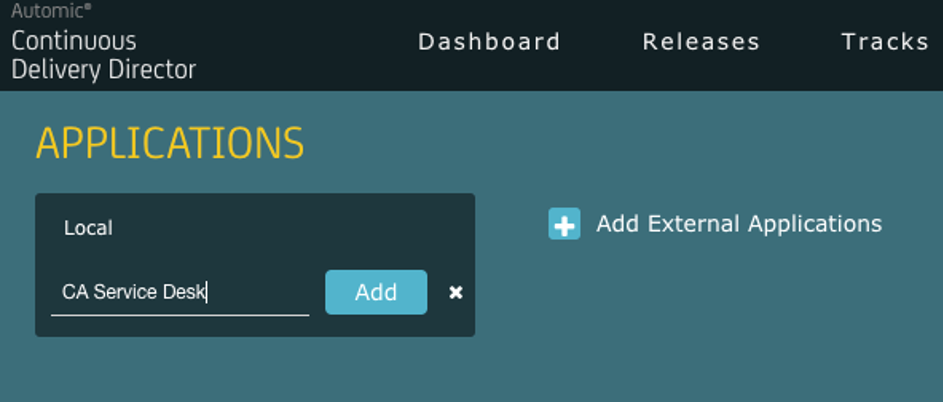 Automic®
Continuous
Delivery Director
Dashboard Releases Tracks
APPLICATIONS
Local
CA Service Desk
Add
Add External Applications